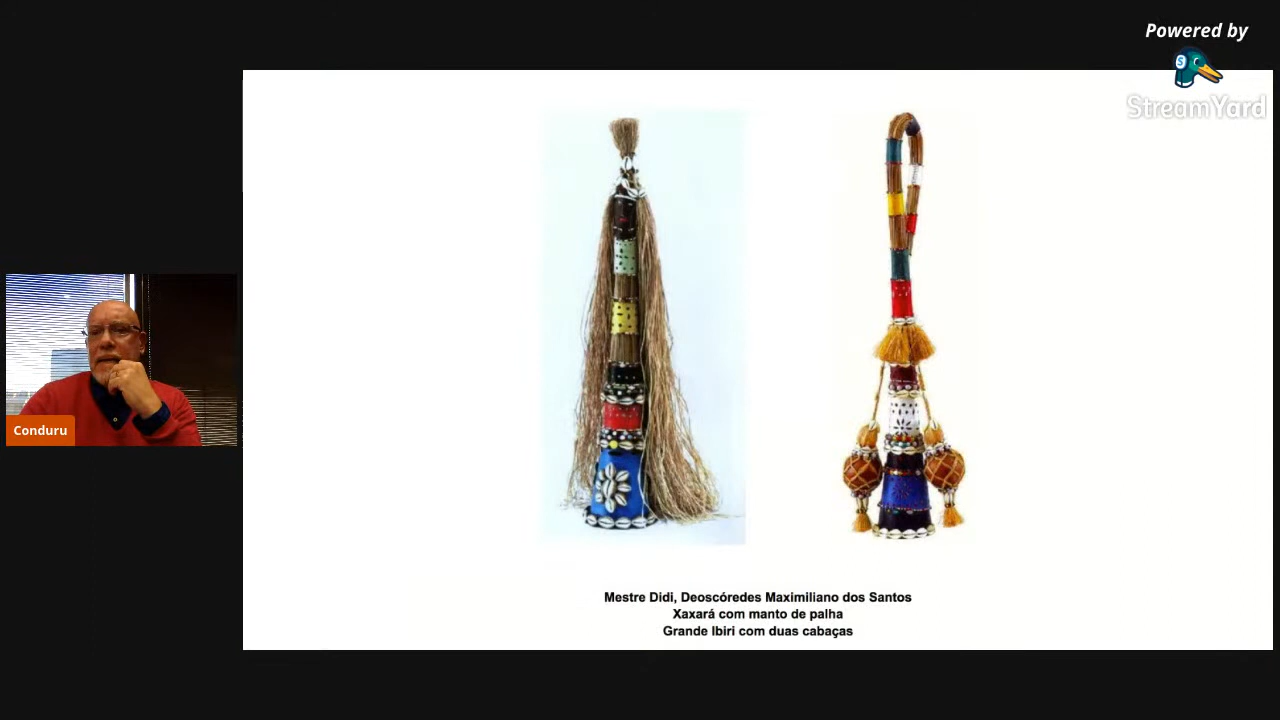 Powered by
StreamYard
Conduru
Mestre Didi, Deoscóredes Maximiliano dos Santos
Xaxará com manto de palha
Grande Ibiri com duas cabaças